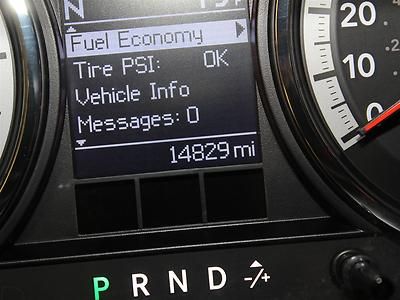 N
Fuel Economy
Tire PSI: OK
Vehicle Info
Messages: 0
14829 mi
P R N D -/+
20
10
0